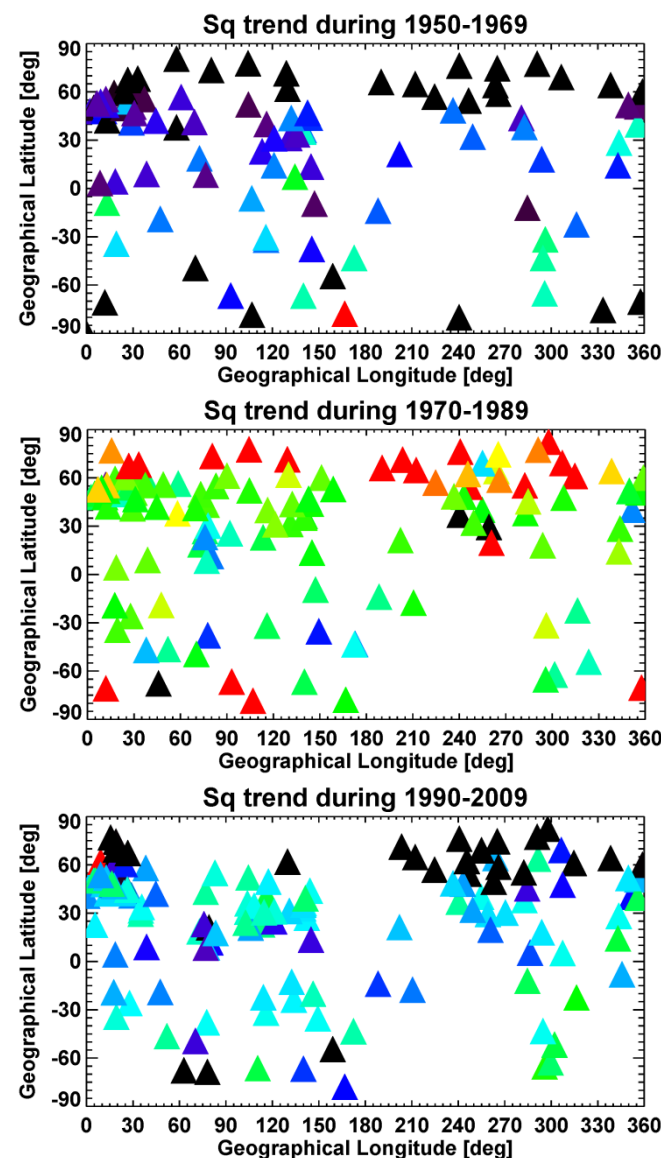 Sq trend during 1950-1969
90
60
30
0
-30
-60
-90
Geographical Latitude [deg]
0 30 60 90 120 150 180 210 240 270 300 330 360
Geographical Longitude [deg]
Sq trend during 1970-1989
90
60
30
0
-30
-60
-90
Geographical Latitude [deg]
0 30 60 90 120 150 180 210 240 270 300 330 360
Geographical Longitude [deg]
Sq trend during 1990-2009
90
60
30
0
-30
-60
-90
Geographical Latitude [deg]
0 30 60 90 120 150 180 210 240 270 300 330 360
Geographical Longitude [deg]